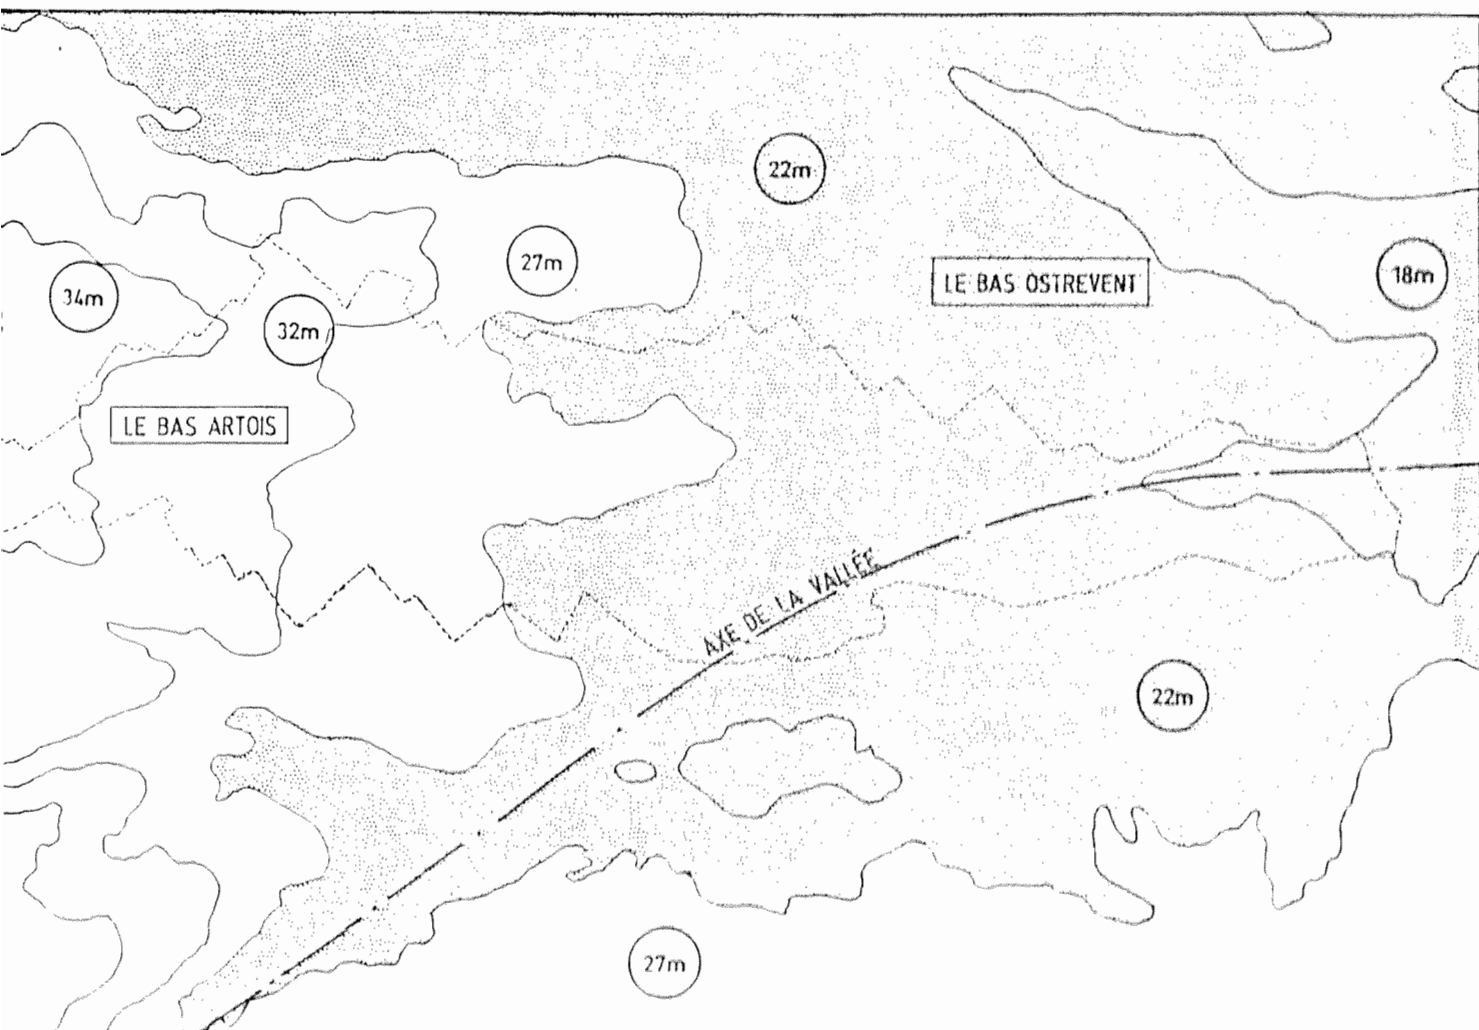 22m
27m
LE BAS OSTREVENT
18m
34m
32m
LE BAS ARTOIS
AXE DE LA VALLÉE
22m
27m